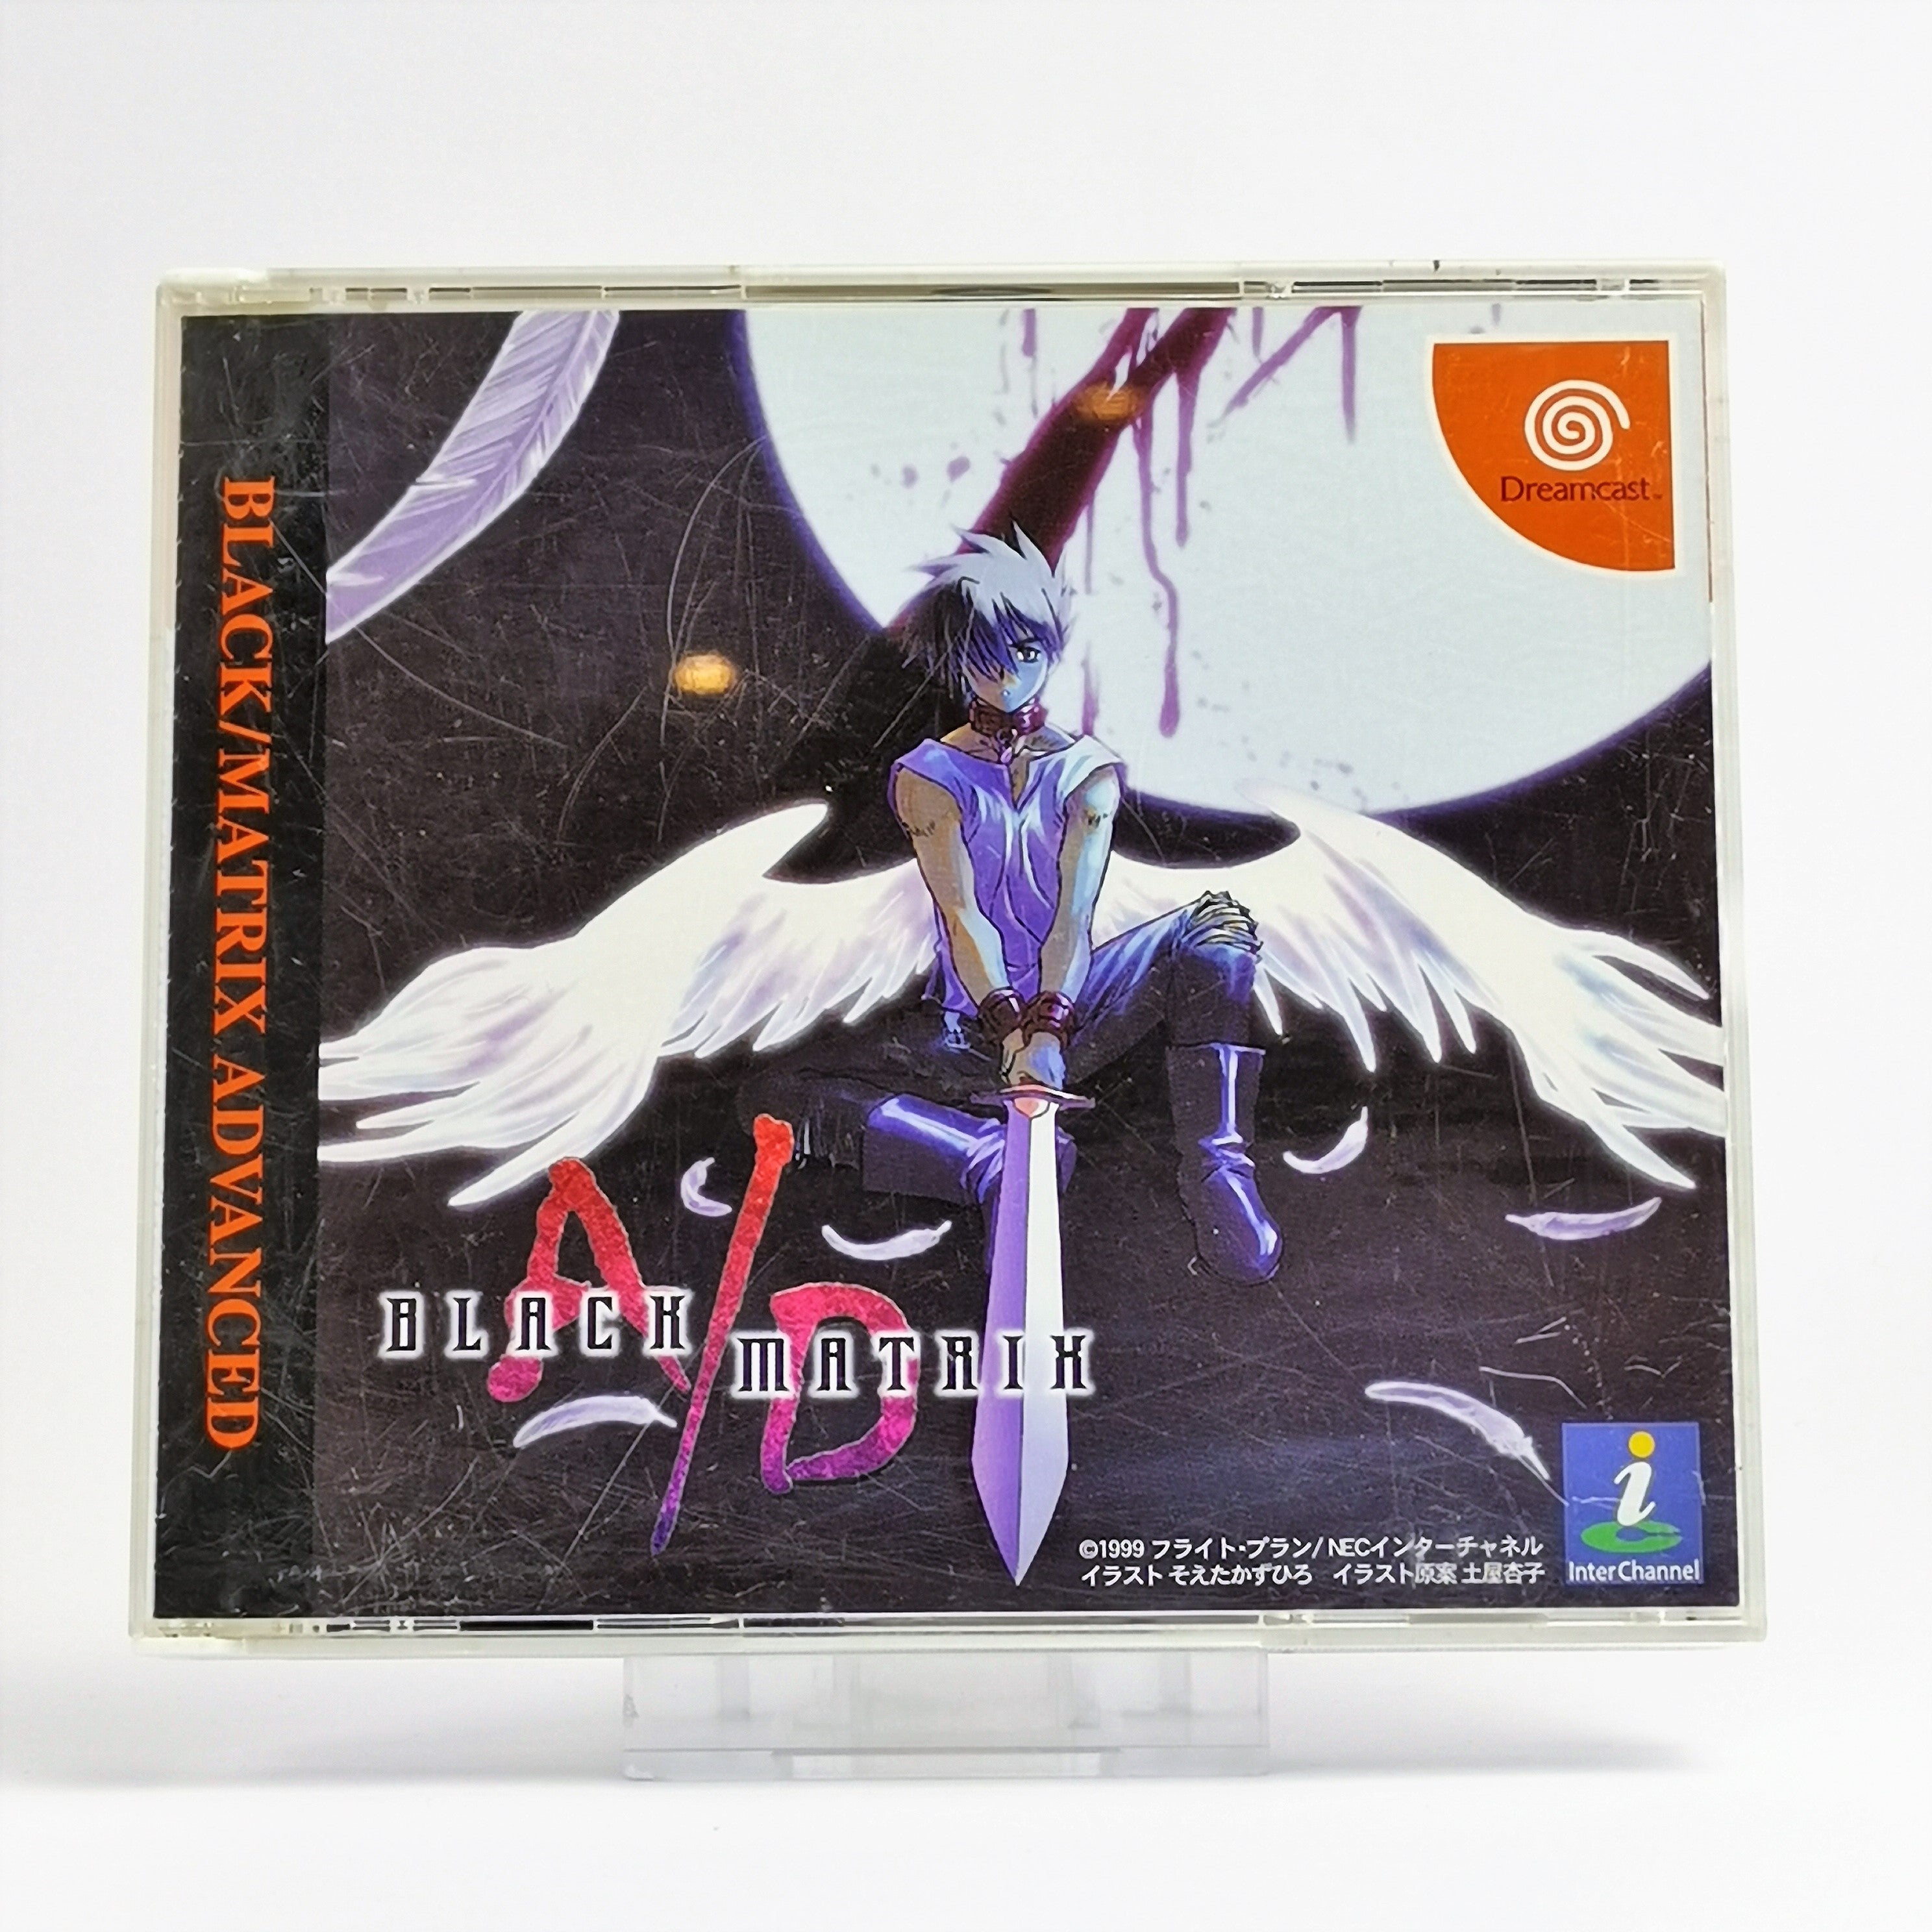 BLACK/MATRIX ADVANCED
Dreamcast™
A/D
BLACK
MATRIX
©1999 フライト・プラン/NECインターチャネル
イラスト そえたかずひろ イラスト原案 土屋杏子
i
InterChannel